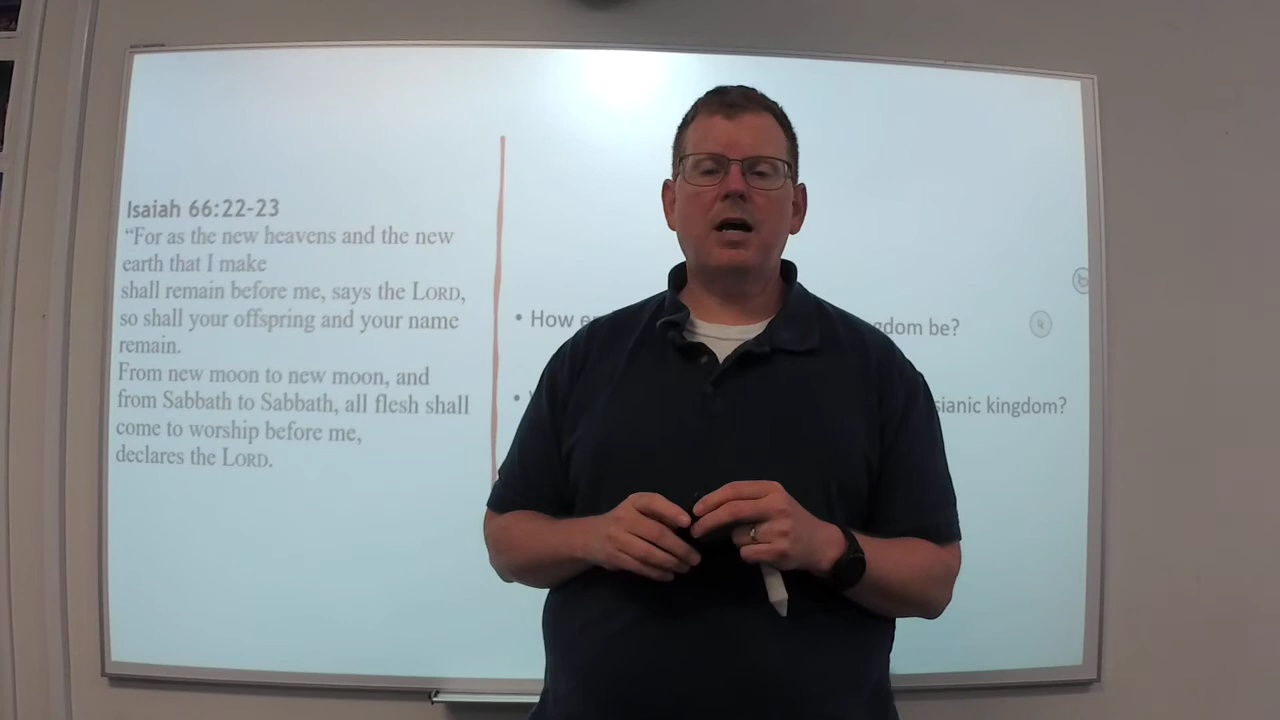 Isaiah 66:22-23
“For as the new heavens and the new
earth that I make
shall remain before me, says the LORD,
so shall your offspring and your name
remain.
From new moon to new moon, and
from Sabbath to Sabbath, all flesh shall
come to worship before me,
declares the LORD.
• How be?
• kingdom?